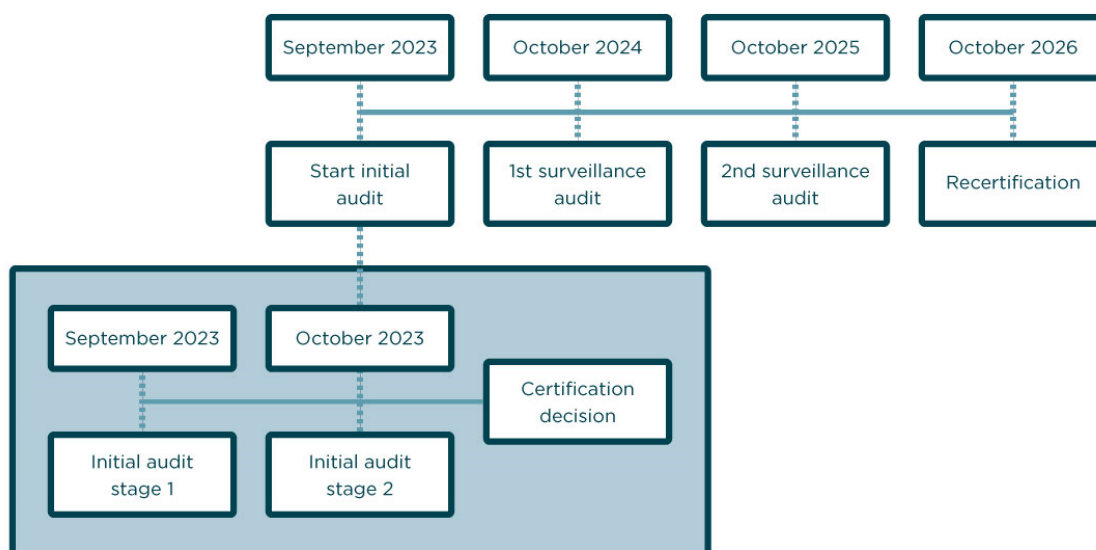 September 2023
October 2024
October 2025
October 2026
Start initial
audit
1st surveillance
audit
2nd surveillance
audit
Recertification
September 2023
October 2023
Certification
decision
Initial audit
stage 1
Initial audit
stage 2